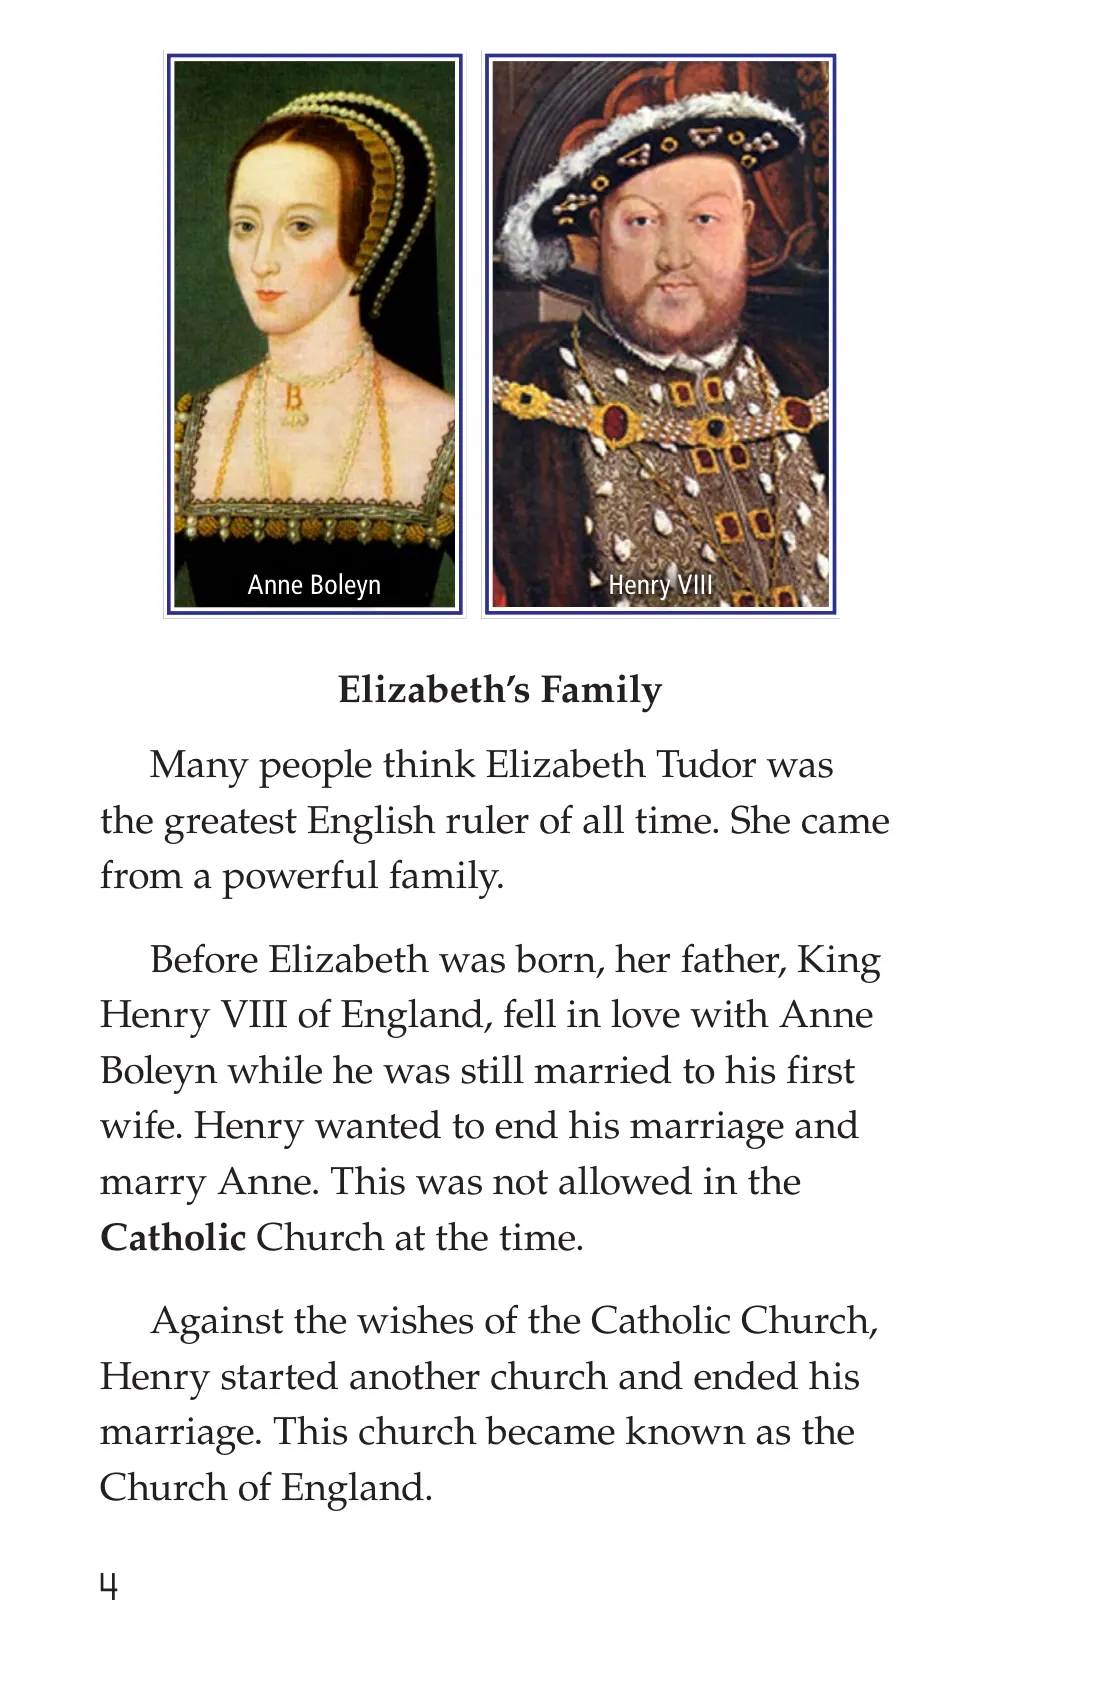 B
Anne Boleyn
Henry VIII
Elizabeth’s Family
Many people think Elizabeth Tudor was
the greatest English ruler of all time. She came
from a powerful family.
Before Elizabeth was born, her father, King
Henry VIII of England, fell in love with Anne
Boleyn while he was still married to his first
wife. Henry wanted to end his marriage and
marry Anne. This was not allowed in the
Catholic Church at the time.
Against the wishes of the Catholic Church,
Henry started another church and ended his
marriage. This church became known as the
Church of England.
4